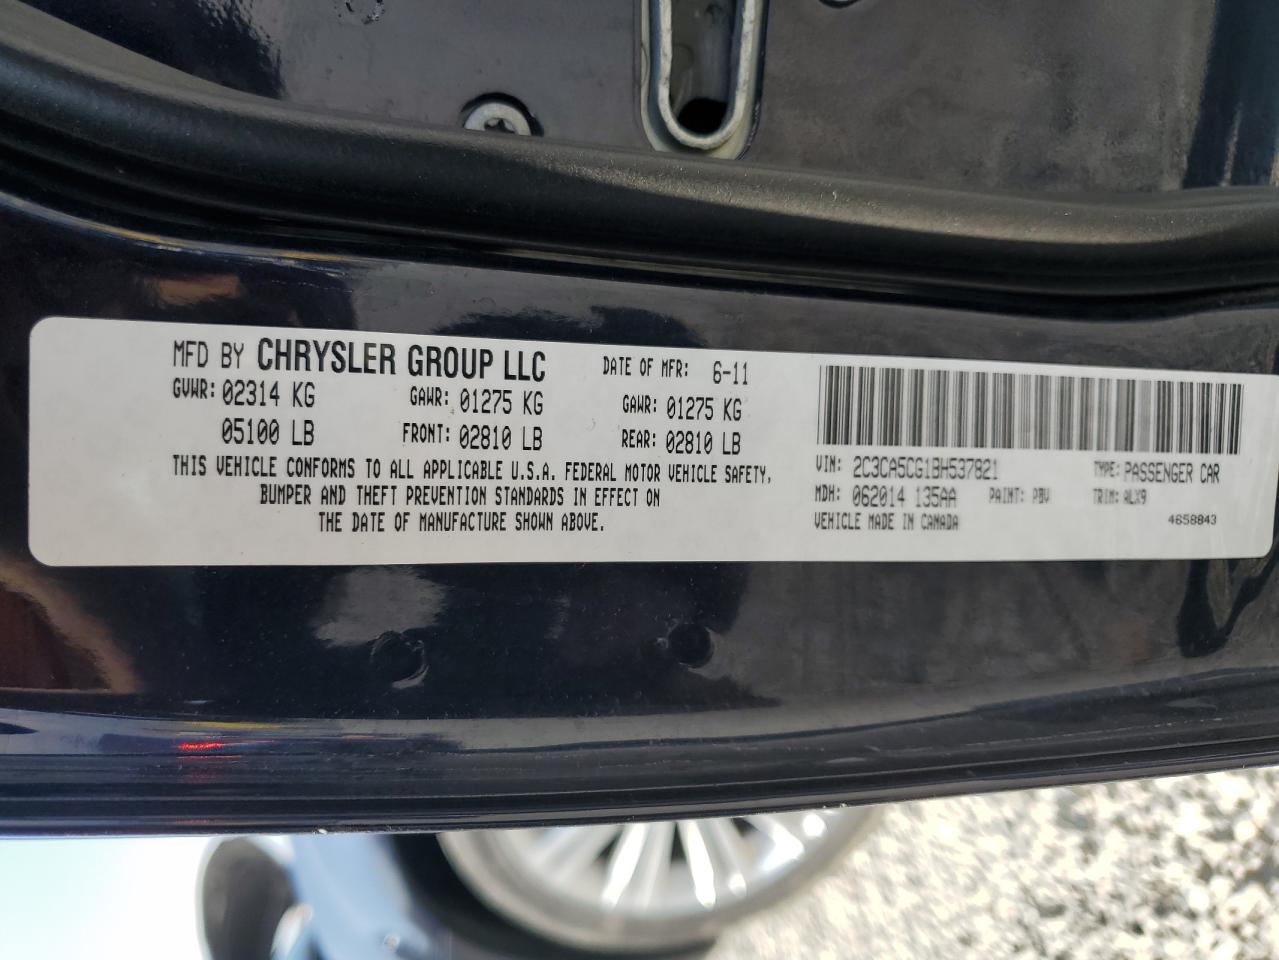 MFD BY CHRYSLER GROUP LLC DATE OF MFR: 6-11
GVWR: 02314 KG GAWR: 01275 KG GAWR: 01275 KG
05100 LB FRONT: 02810 LB REAR: 02810 LB
THIS VEHICLE CONFORMS TO ALL APPLICABLE U.S.A. FEDERAL MOTOR VEHICLE SAFETY,
BUMPER AND THEFT PREVENTION STANDARDS IN EFFECT ON
THE DATE OF MANUFACTURE SHOWN ABOVE.
VIN: 2C3CA5CG1BH537821 TYPE: PASSENGER CAR
MDH: 062014 135AA PAINT: PBV TRIM: ALX9
VEHICLE MADE IN CANADA 4658843